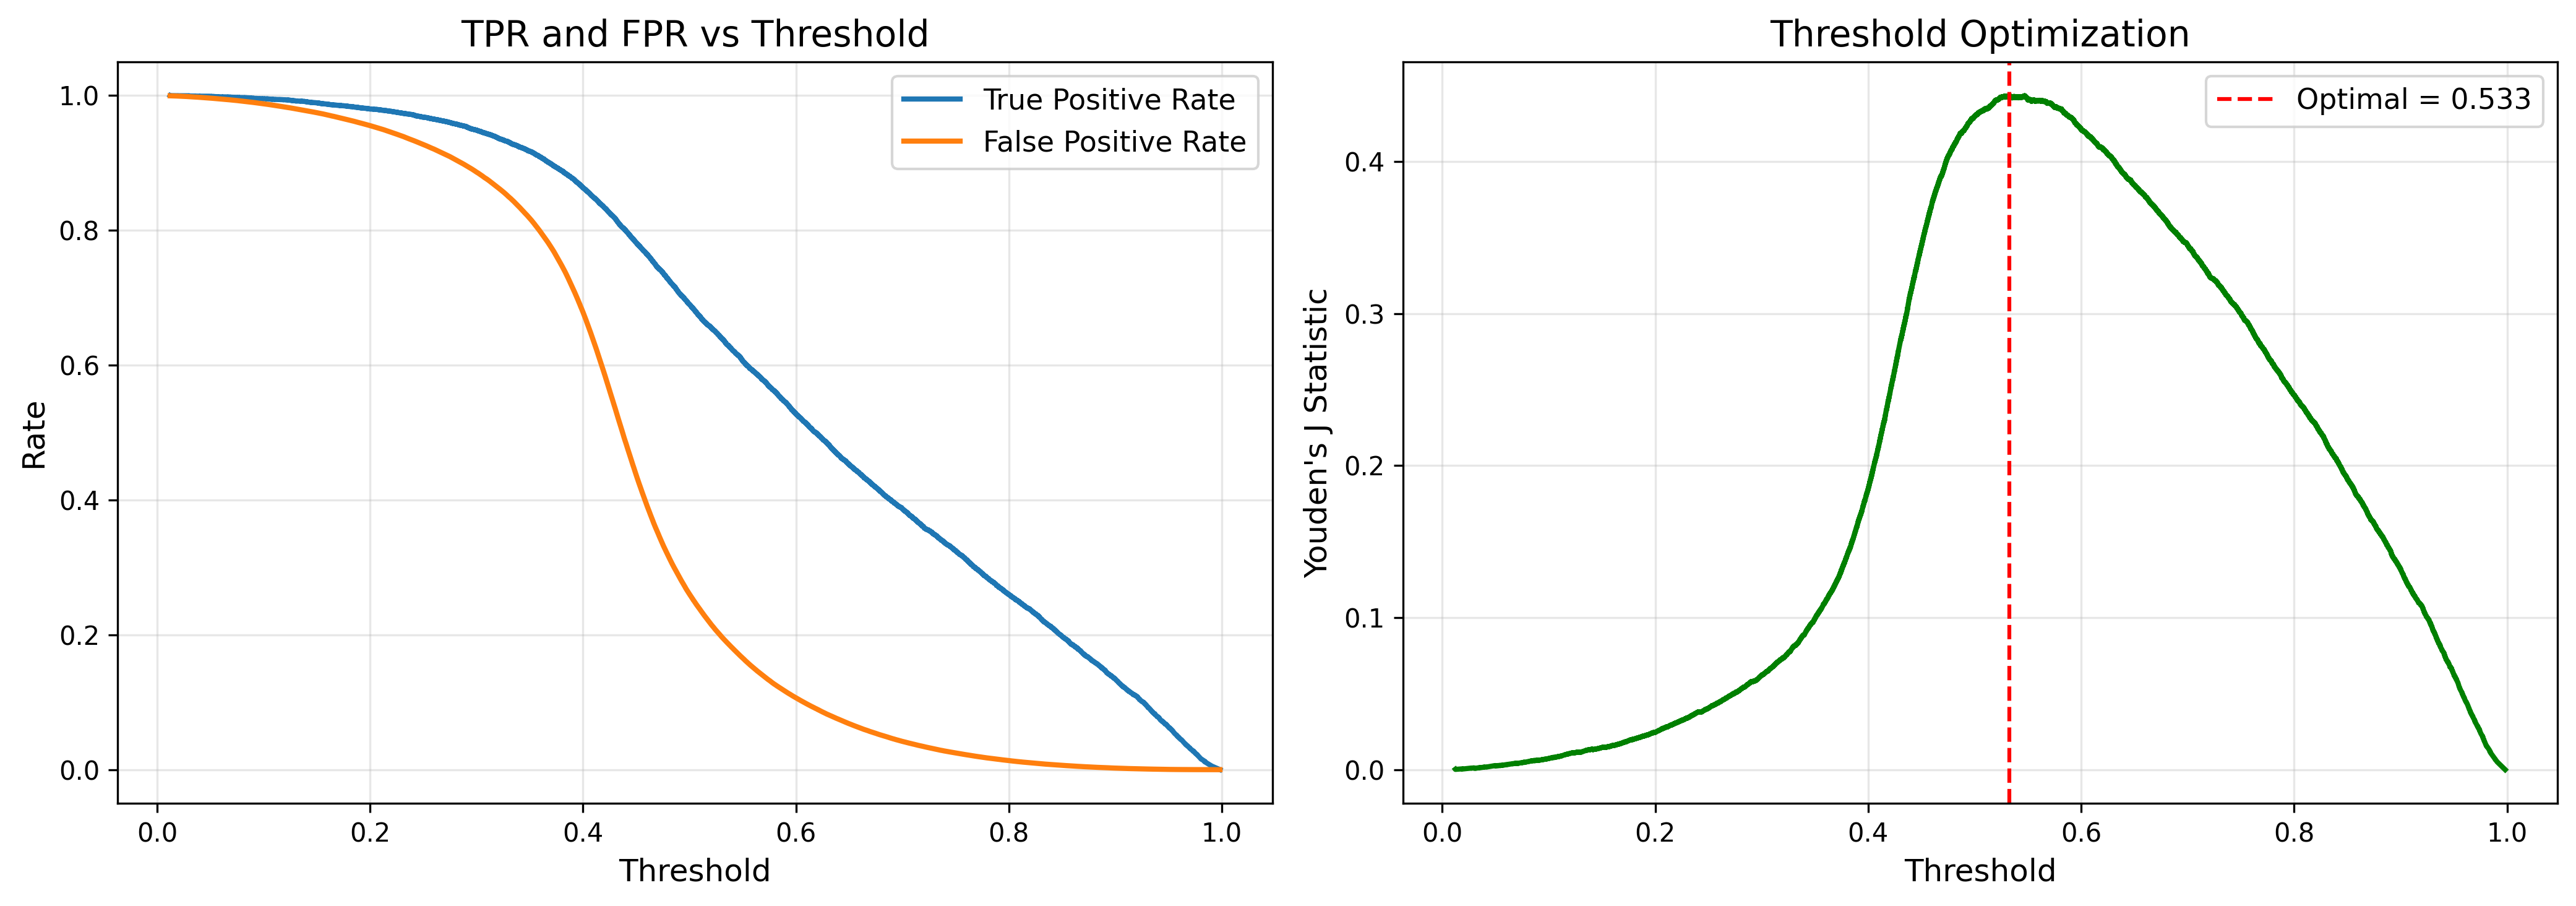 TPR and FPR vs Threshold
True Positive Rate
False Positive Rate
1.0
0.8
0.6
0.4
0.2
0.0
Rate
0.0 0.2 0.4 0.6 0.8 1.0
Threshold
Threshold Optimization
Optimal = 0.533
0.4
0.3
0.2
0.1
0.0
Youden's J Statistic
0.0 0.2 0.4 0.6 0.8 1.0
Threshold